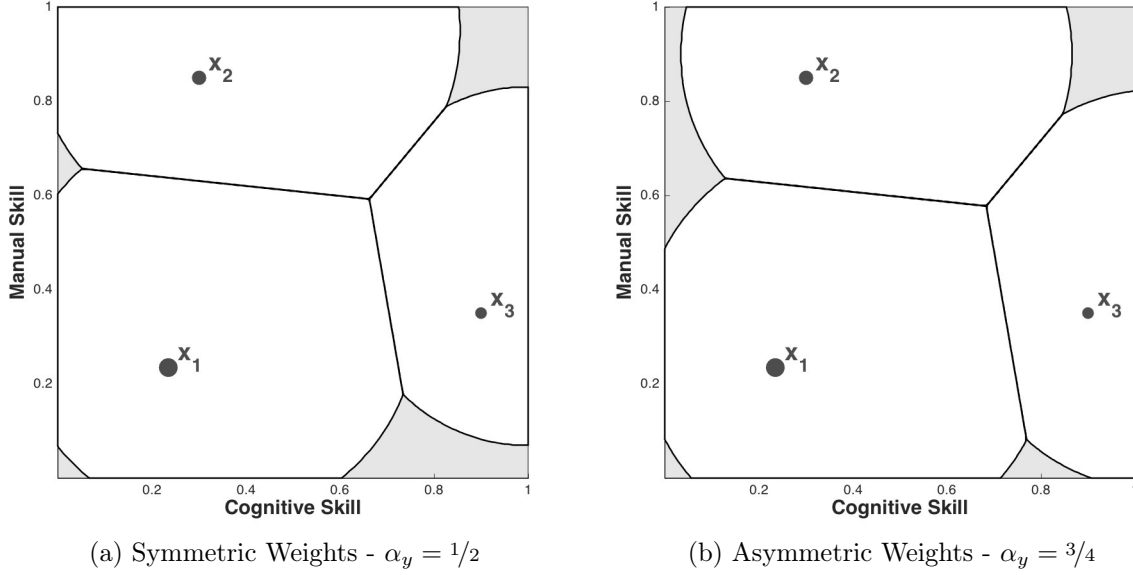 1
0.8
0.6
0.4
0.2
Manual Skill
x2
x1
x3
0.2
0.4
0.6
0.8
1
Cognitive Skill
(a) Symmetric Weights - αy = 1/2
1
0.8
0.6
0.4
0.2
Manual Skill
x2
x1
x3
0.2
0.4
0.6
0.8
1
Cognitive Skill
(b) Asymmetric Weights - αy = 3/4